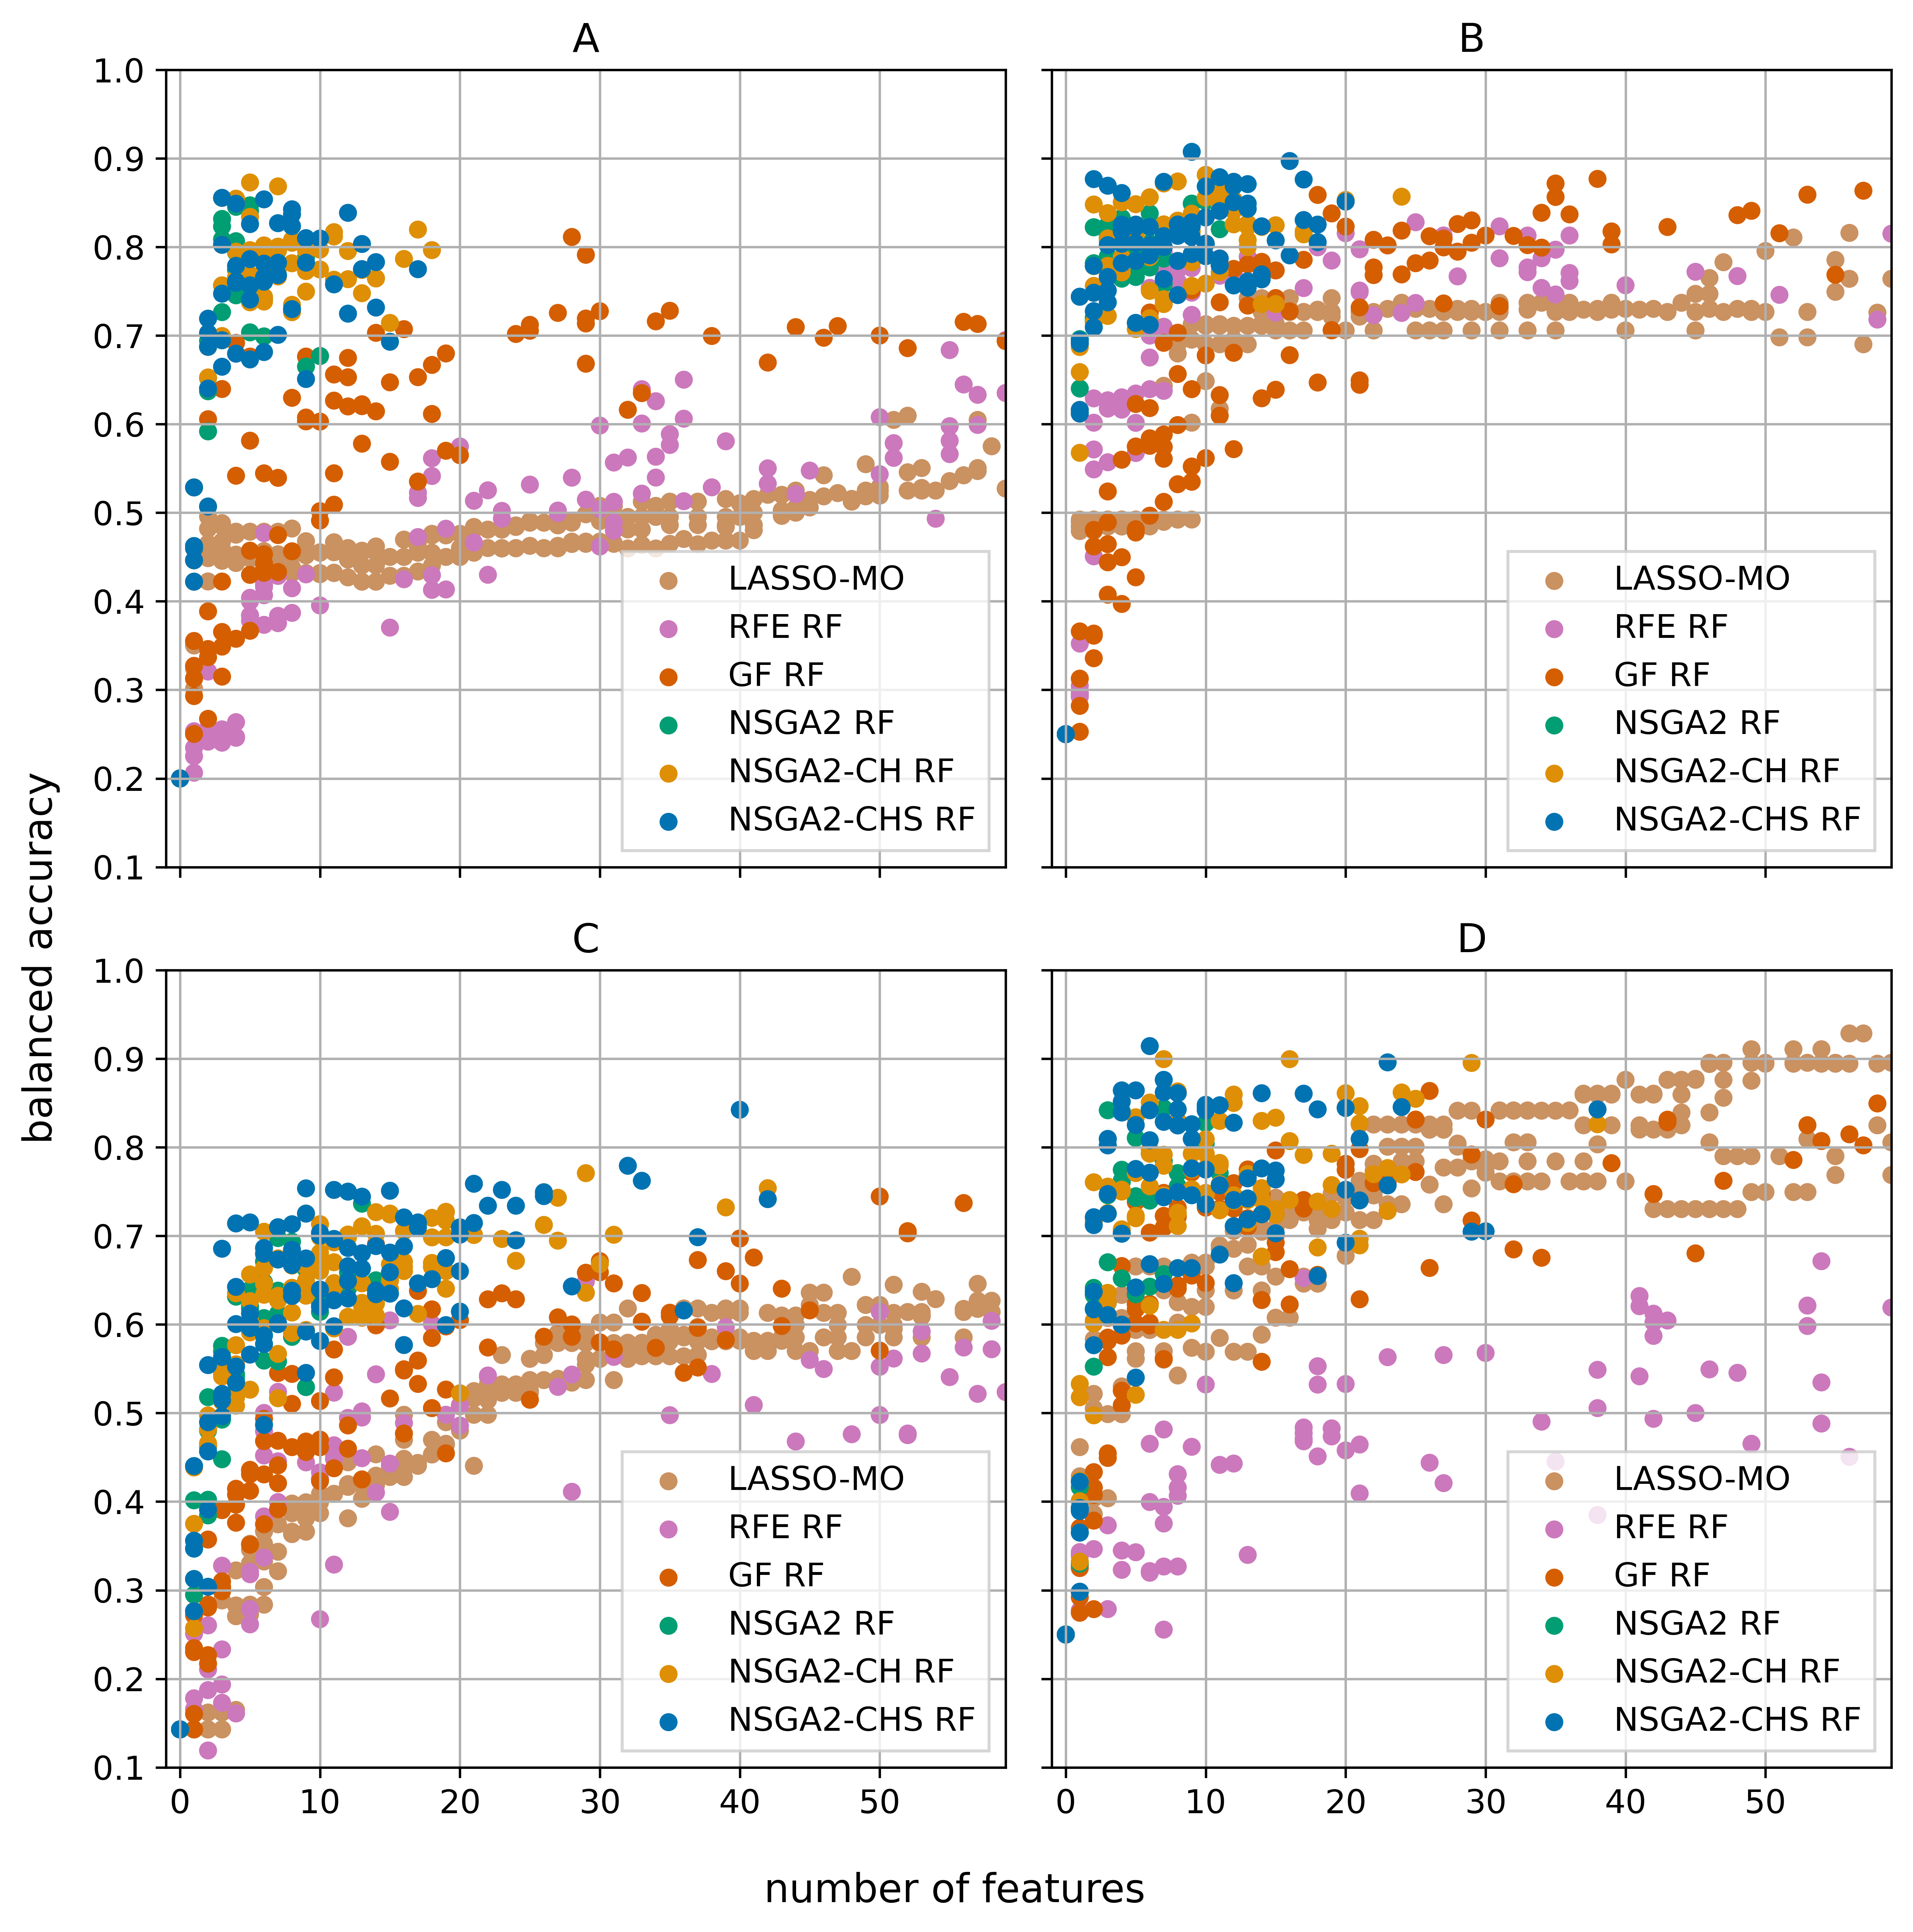 A
B
1.0
0.9
0.8
0.7
0.6
0.5
0.4
0.3
0.2
0.1
LASSO-MO
RFE RF
GF RF
NSGA2 RF
NSGA2-CH RF
NSGA2-CHS RF
LASSO-MO
RFE RF
GF RF
NSGA2 RF
NSGA2-CH RF
NSGA2-CHS RF
balanced accuracy
C
D
1.0
0.9
0.8
0.7
0.6
0.5
0.4
0.3
0.2
0.1
LASSO-MO
RFE RF
GF RF
NSGA2 RF
NSGA2-CH RF
NSGA2-CHS RF
LASSO-MO
RFE RF
GF RF
NSGA2 RF
NSGA2-CH RF
NSGA2-CHS RF
0 10 20 30 40 50
0 10 20 30 40 50
number of features